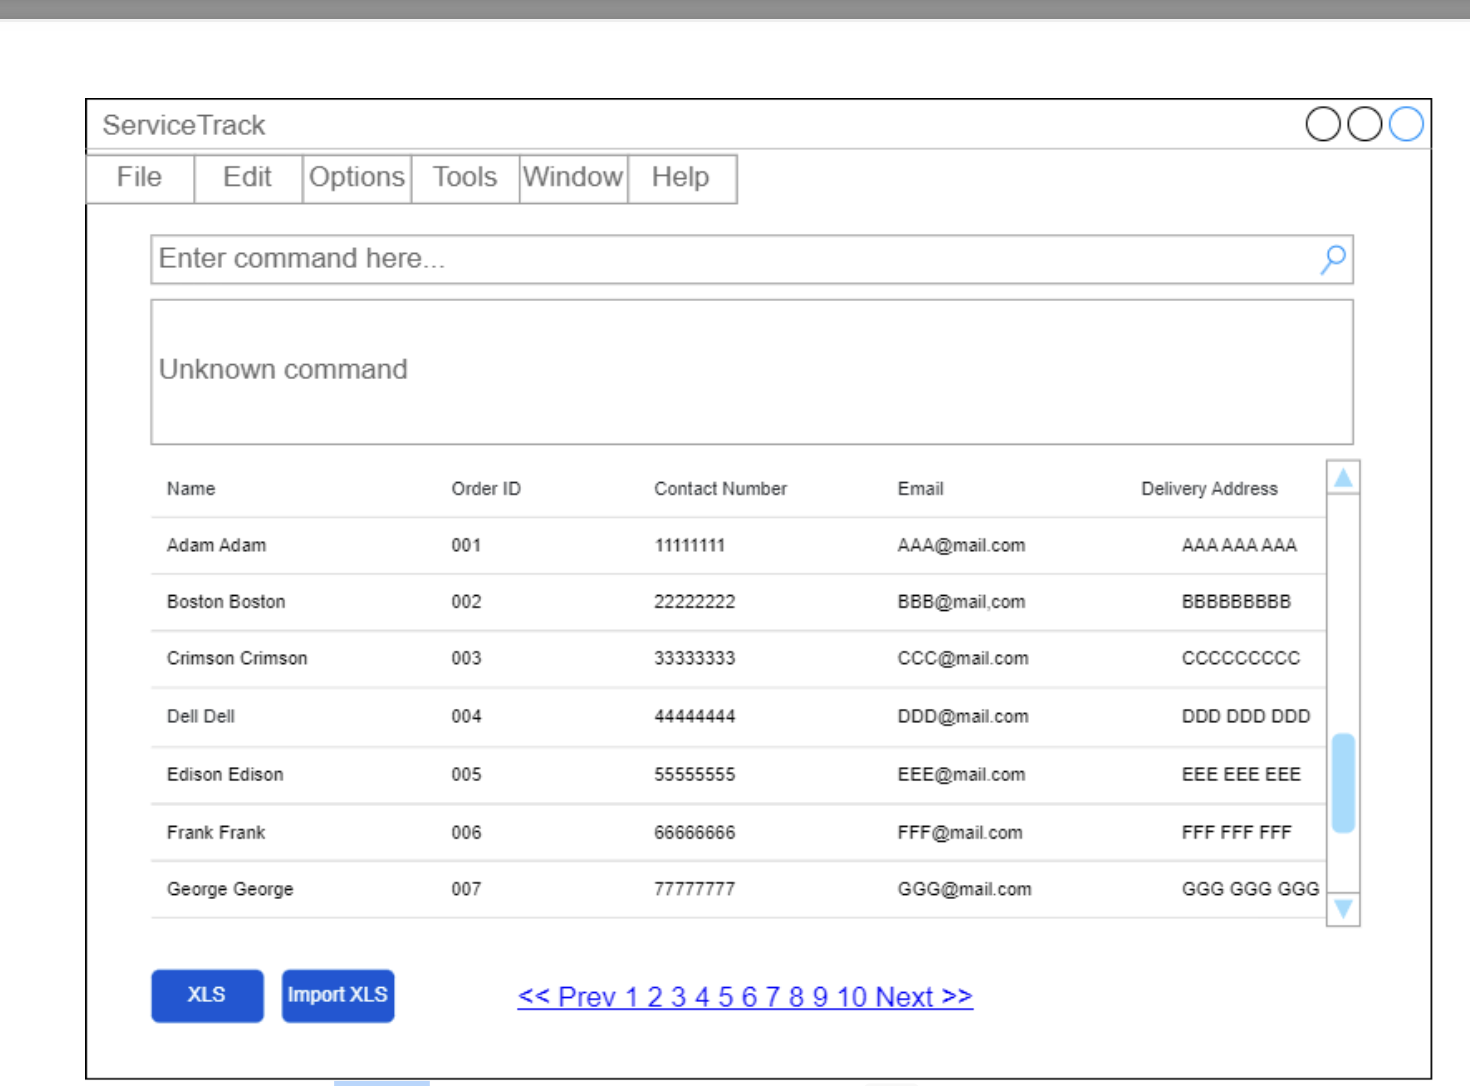 ServiceTrack
File Edit Options Tools Window Help
Enter command here...
Unknown command
Name Order ID Contact Number Email Delivery Address
Adam Adam 001 11111111 AAA@mail.com AAA AAA AAA
Boston Boston 002 22222222 BBB@mail,com BBBBBBBBB
Crimson Crimson 003 33333333 CCC@mail.com CCCCCCCCC
Dell Dell 004 44444444 DDD@mail.com DDD DDD DDD
Edison Edison 005 55555555 EEE@mail.com EEE EEE EEE
Frank Frank 006 66666666 FFF@mail.com FFF FFF FFF
George George 007 77777777 GGG@mail.com GGG GGG GGG
XLS Import XLS << Prev 1 2 3 4 5 6 7 8 9 10 Next >>